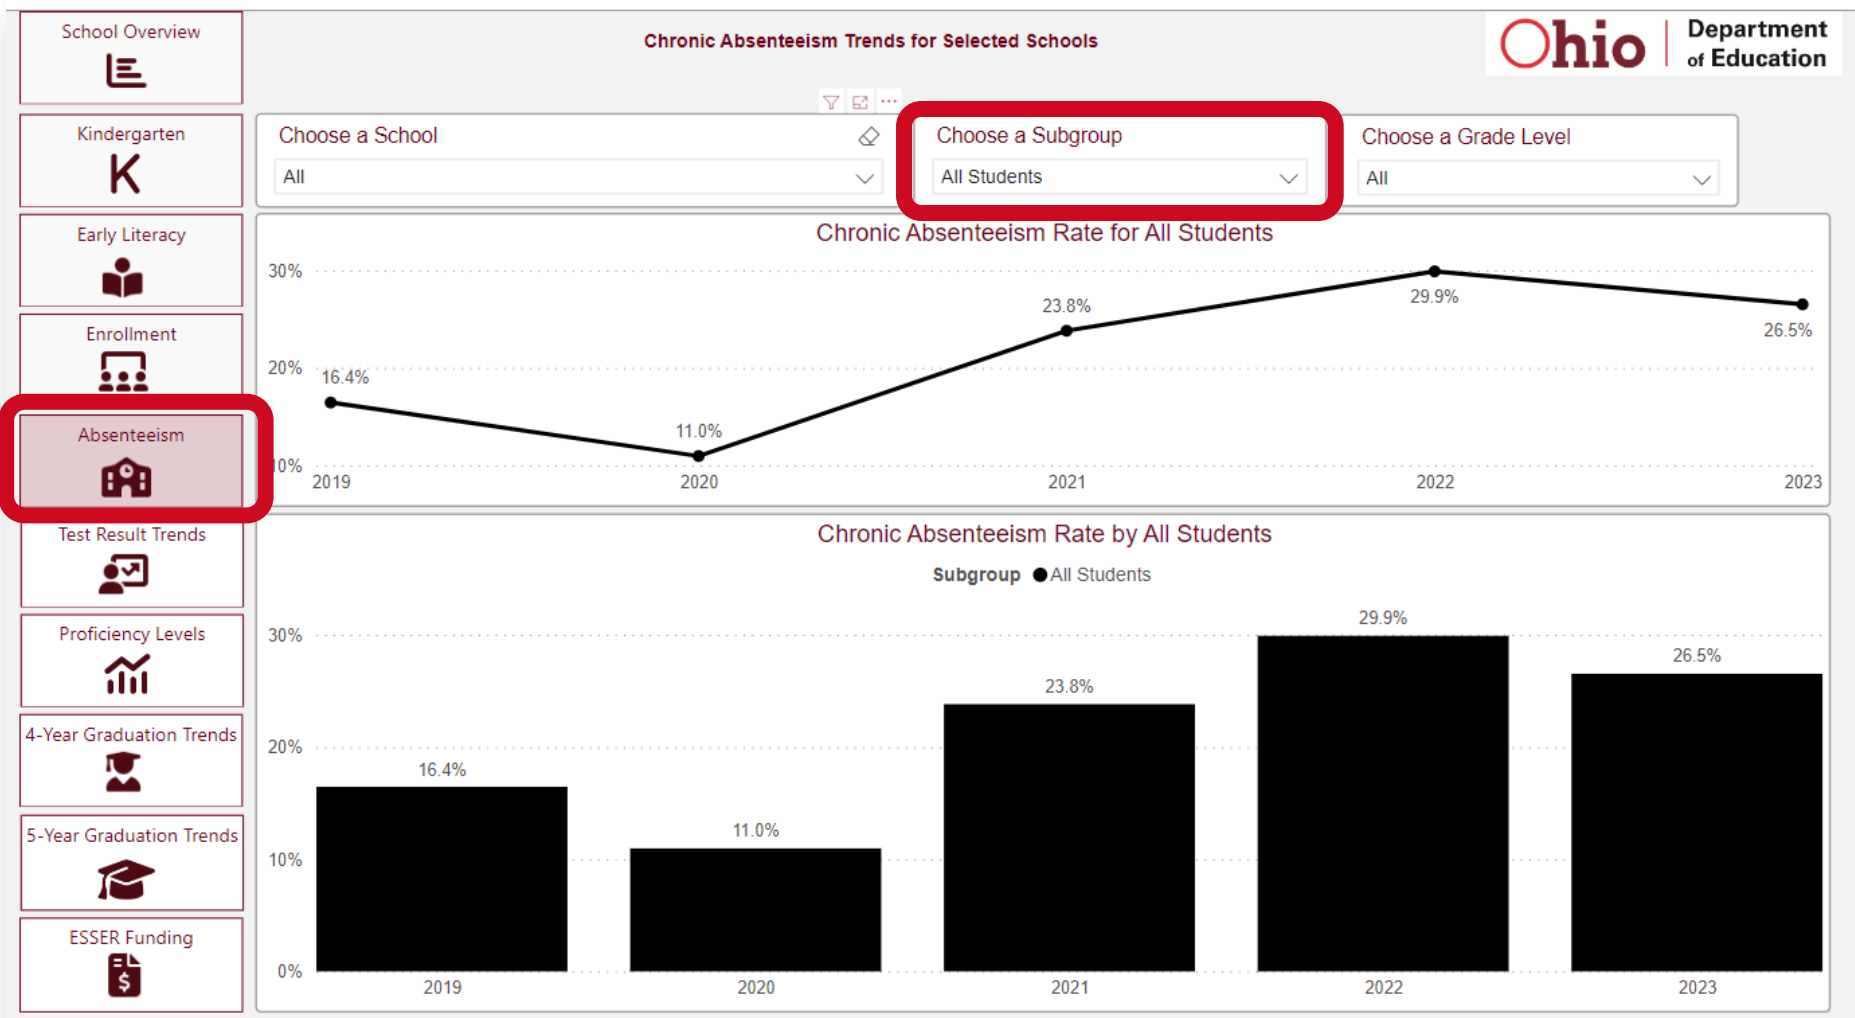 School Overview
Chronic Absenteeism Trends for Selected Schools
Ohio
Department
of Education
Kindergarten
K
Choose a School
All
Choose a Subgroup
All Students
Choose a Grade Level
All
Early Literacy
Enrollment
Absenteeism
Test Result Trends
Proficiency Levels
4-Year Graduation Trends
5-Year Graduation Trends
ESSER Funding
$
Chronic Absenteeism Rate for All Students
30%
20%
10%
16.4%
11.0%
23.8%
29.9%
26.5%
2019
2020
2021
2022
2023
Chronic Absenteeism Rate by All Students
Subgroup All Students
30%
20%
10%
0%
16.4%
11.0%
23.8%
29.9%
26.5%
2019
2020
2021
2022
2023